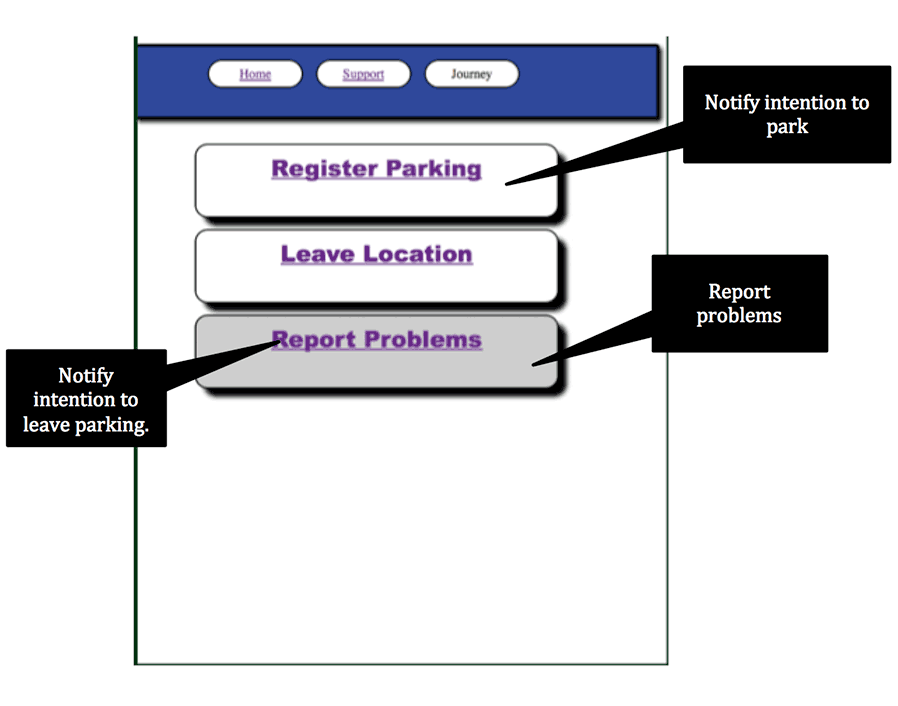 Home Support Journey
Notify intention to
park
Register Parking
Leave Location
Report
problems
Report Problems
Notify
intention to
leave parking.